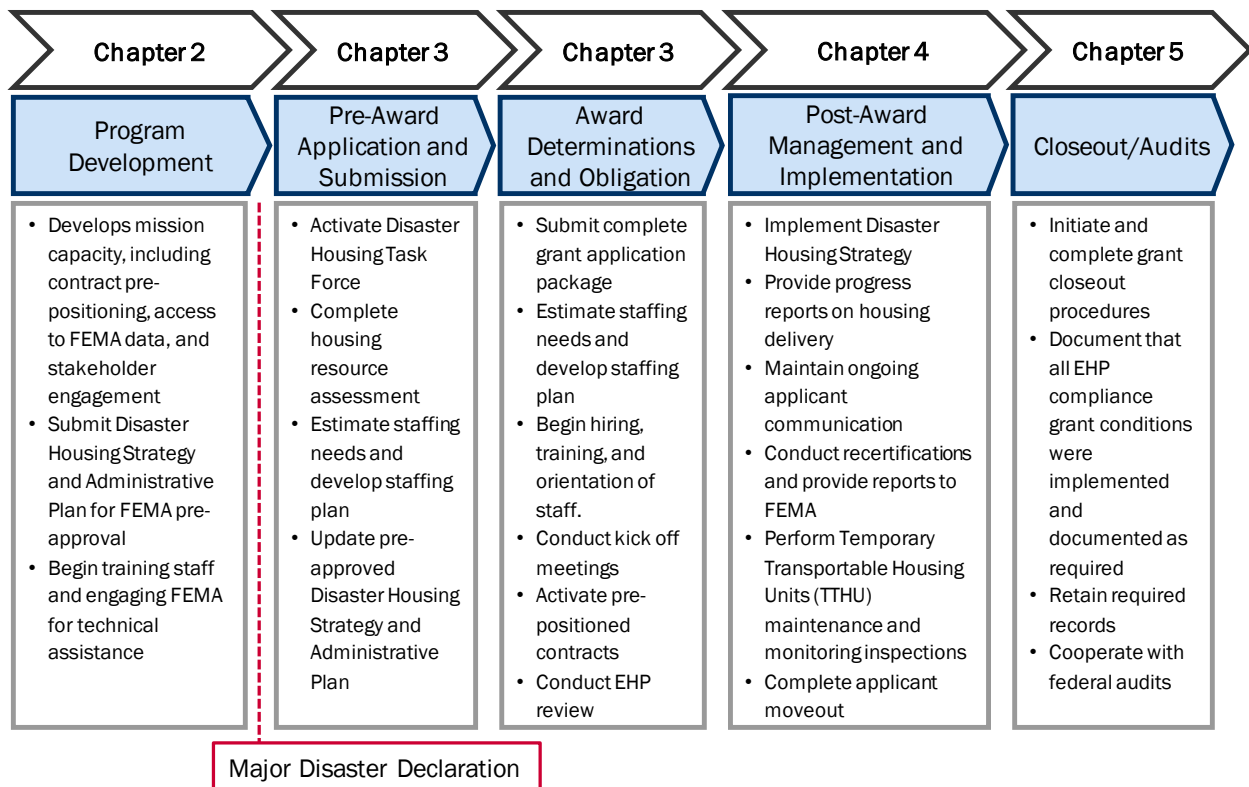 Chapter 2
Chapter 3
Chapter 3
Chapter 4
Chapter 5
Program
Development
Pre-Award
Application and
Submission
Award
Determinations
and Obligation
Post-Award
Management and
Implementation
Closeout/Audits
• Develops mission
capacity, including
contract pre-
positioning, access
to FEMA data, and
stakeholder
engagement
• Submit Disaster
Housing Strategy
and Administrative
Plan for FEMA pre-
approval
• Begin training staff
and engaging FEMA
for technical
assistance
• Activate Disaster
Housing Task
Force
• Complete
housing
resource
assessment
• Estimate staffing
needs and
develop staffing
plan
• Update pre-
approved
Disaster Housing
Strategy and
Administrative
Plan
• Submit complete
grant application
package
• Estimate staffing
needs and
develop staffing
plan
• Begin hiring,
training, and
orientation of
staff.
• Conduct kick off
meetings
• Activate pre-
positioned
contracts
• Conduct EHP
review
• Implement Disaster
Housing Strategy
• Provide progress
reports on housing
delivery
• Maintain ongoing
applicant
communication
• Conduct recertifications
and provide reports to
FEMA
• Perform Temporary
Transportable Housing
Units (TTHU)
maintenance and
monitoring inspections
• Complete applicant
moveout
• Initiate and
complete grant
closeout
procedures
• Document that
all EHP
compliance
grant conditions
were
implemented
and
documented as
required
• Retain required
records
• Cooperate with
federal audits
Major Disaster Declaration